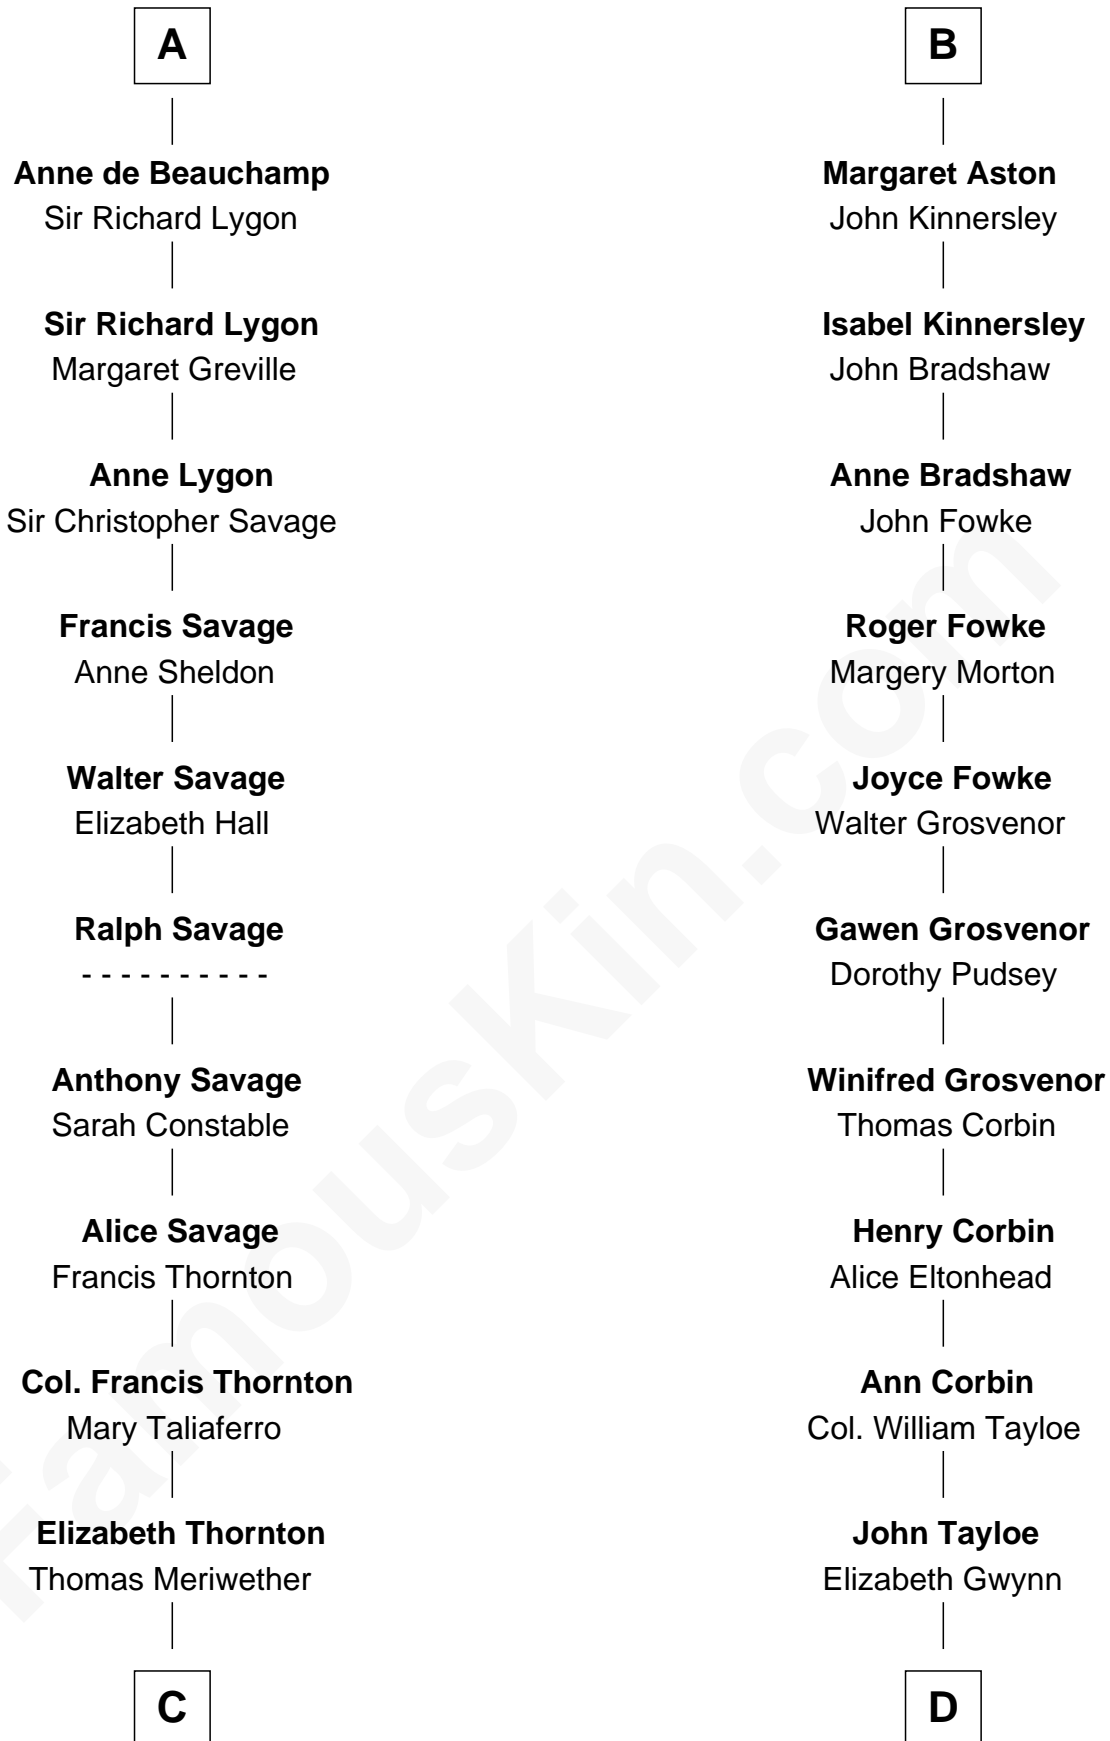 A
Anne de Beauchamp
Sir Richard Lygon
Sir Richard Lygon
Margaret Greville
Anne Lygon
Sir Christopher Savage
Francis Savage
Anne Sheldon
Walter Savage
Elizabeth Hall
Ralph Savage
- - - - - - - - - -
Anthony Savage
Sarah Constable
Alice Savage
Francis Thornton
Col. Francis Thornton
Mary Taliaferro
Elizabeth Thornton
Thomas Meriwether
C
B
Margaret Aston
John Kinnersley
Isabel Kinnersley
John Bradshaw
Anne Bradshaw
John Fowke
Roger Fowke
Margery Morton
Joyce Fowke
Walter Grosvenor
Gawen Grosvenor
Dorothy Pudsey
Winifred Grosvenor
Thomas Corbin
Henry Corbin
Alice Eltonhead
Ann Corbin
Col. William Tayloe
John Tayloe
Elizabeth Gwynn
D
FamousKin.com